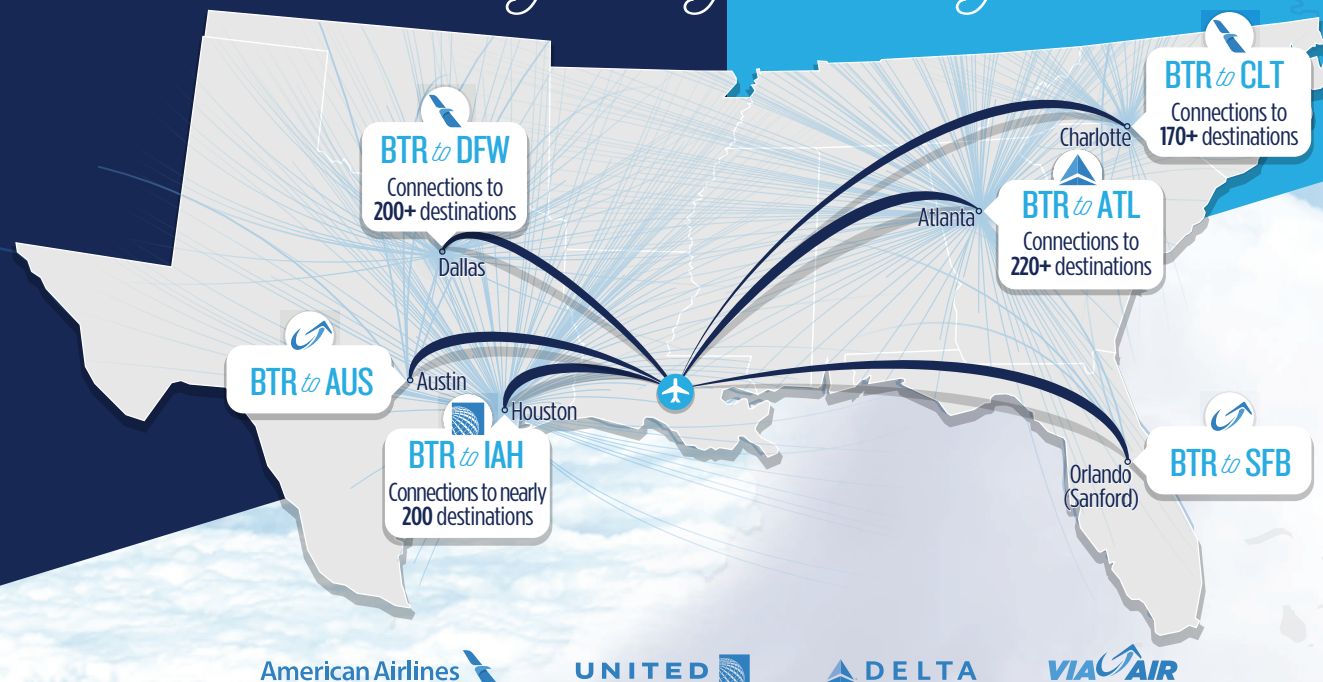 BTR to CLT
Connections to
170+ destinations
Charlotte
BTR to DFW
Connections to
200+ destinations
Dallas
BTR to ATL
Connections to
220+ destinations
Atlanta
BTR to AUS
Austin
Houston
BTR to IAH
Connections to nearly
200 destinations
BTR to SFB
Orlando
(Sanford)
American Airlines
UNITED
DELTA
VIA AIR